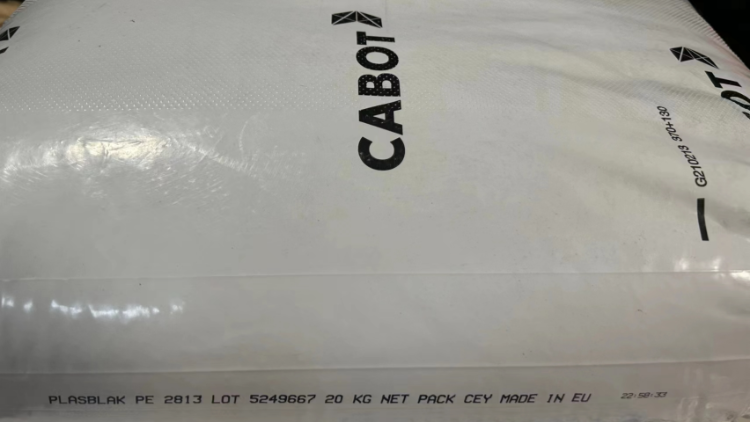 CABOT
G210213 970+130
PLASBLAK PE 2813 LOT 5249667 20 KG NET PACK CEY MADE IN EU
22:58:33